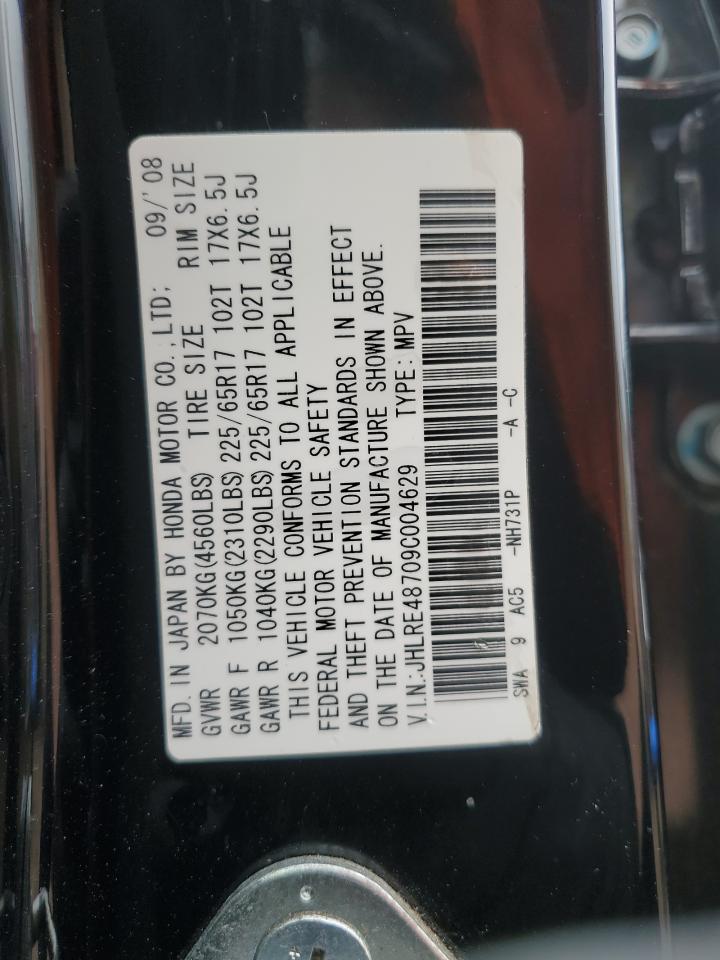 MFD. IN JAPAN BY HONDA MOTOR CO.,LTD; 09/'08
GVWR 2070KG(4560LBS) TIRE SIZE RIM SIZE
GAWR F 1050KG(2310LBS) 225/65R17 102T 17X6.5J
GAWR R 1040KG(2290LBS) 225/65R17 102T 17X6.5J
THIS VEHICLE CONFORMS TO ALL APPLICABLE
FEDERAL MOTOR VEHICLE SAFETY
AND THEFT PREVENTION STANDARDS IN EFFECT
ON THE DATE OF MANUFACTURE SHOWN ABOVE.
V.I.N.:JHLRE48709C004629 TYPE:MPV
SWA 9 AC5 -NH731P -A -C